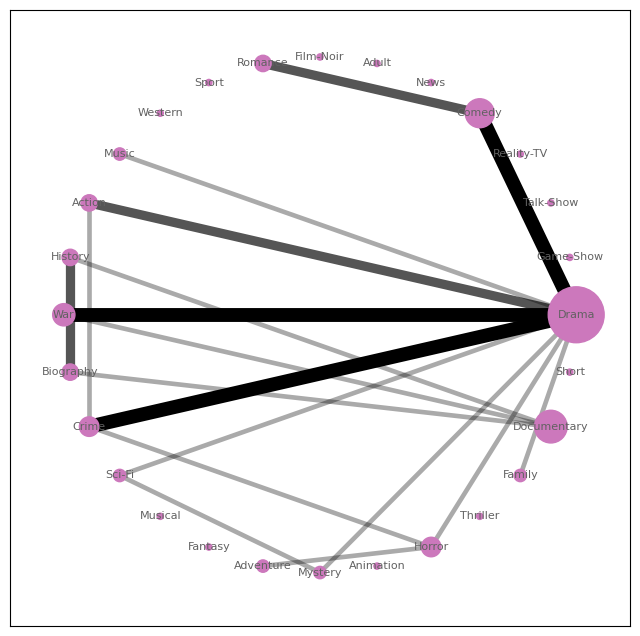 Film-Noir
Romanse
Adult
Sport
News
Western
Comedy
Music
Reality-TV
Action
Talk-Show
History
Game-Show
War
Drama
Biography
Short
Crime
Documentary
Sci-Fi
Family
Musical
Thriller
Fantasy
Horror
Adventure
Animation
Mystery